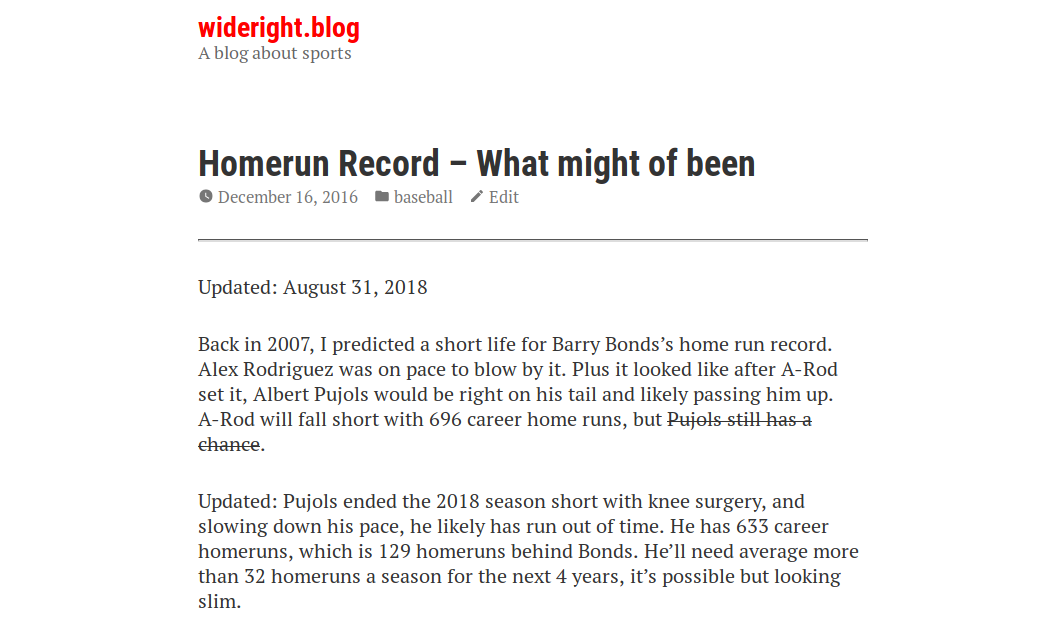 wideright.blog
A blog about sports
Homerun Record – What might of been
December 16, 2016 baseball Edit
Updated: August 31, 2018
Back in 2007, I predicted a short life for Barry Bonds’s home run record.
Alex Rodriguez was on pace to blow by it. Plus it looked like after A-Rod
set it, Albert Pujols would be right on his tail and likely passing him up.
A-Rod will fall short with 696 career home runs, but Pujols still has a
chance.
Updated: Pujols ended the 2018 season short with knee surgery, and
slowing down his pace, he likely has run out of time. He has 633 career
homeruns, which is 129 homeruns behind Bonds. He’ll need average more
than 32 homeruns a season for the next 4 years, it’s possible but looking
slim.